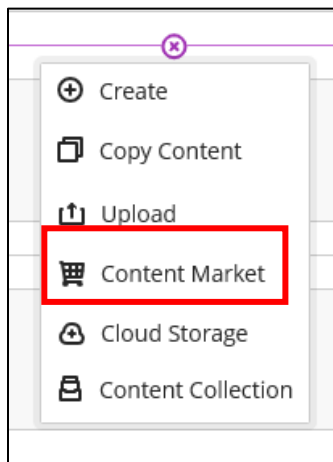 Create
Copy Content
Upload
Content Market
Cloud Storage
Content Collection